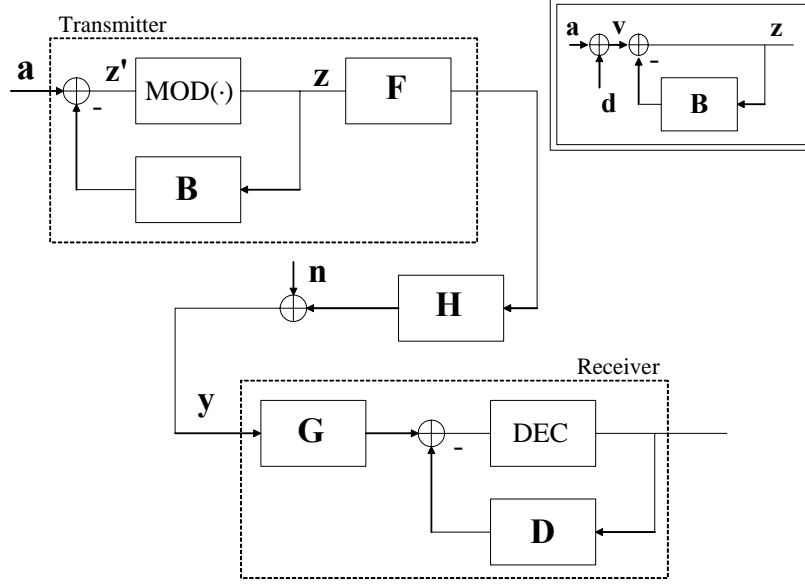 Transmitter
a
z'
MOD(·)
z
F
-
B
a
v
z
-
d
B
n
H
Receiver
y
G
-
DEC
D